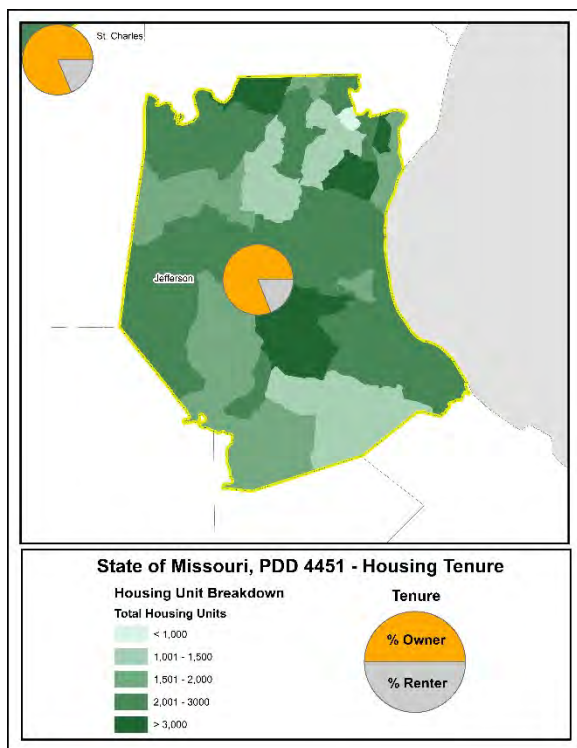 St. Charles
Jefferson
State of Missouri, PDD 4451 - Housing Tenure
Housing Unit Breakdown
Total Housing Units
< 1,000
1,001 - 1,500
1,501 - 2,000
2,001 - 3000
> 3,000
Tenure
% Owner
% Renter